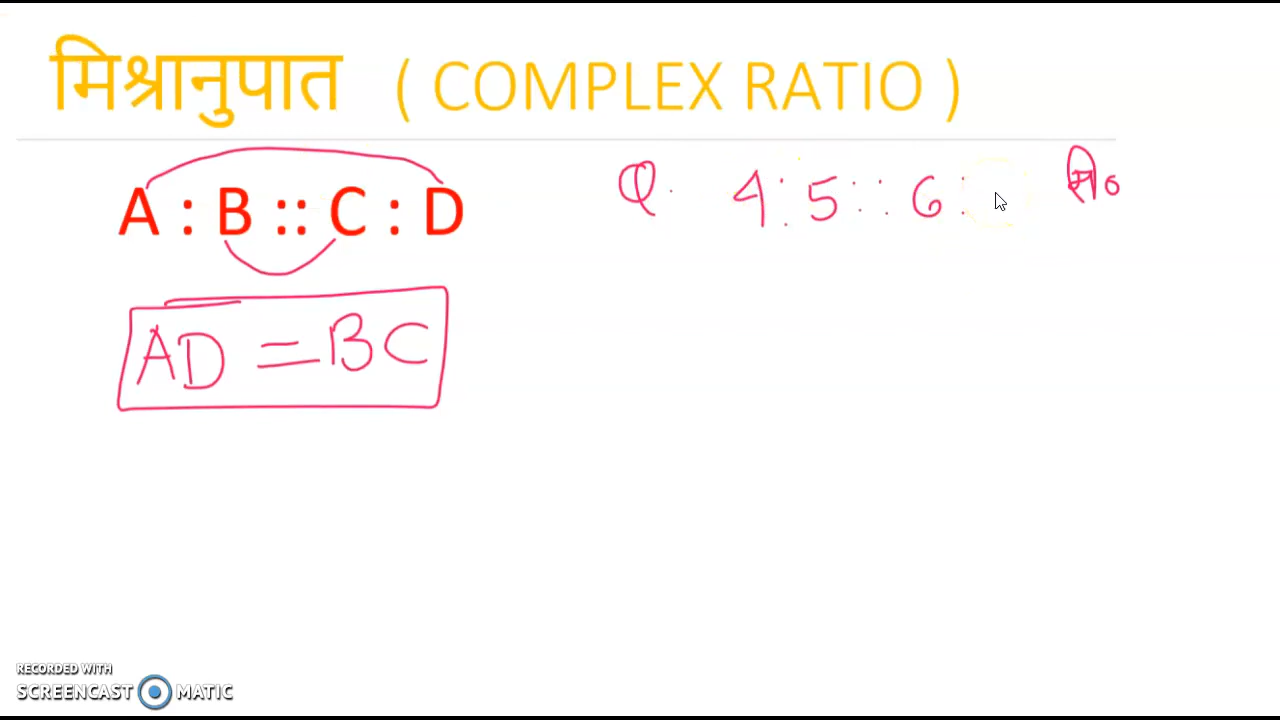 मिश्रानुपात ( COMPLEX RATIO )
A : B :: C : D
Q. 4 : 5 :: 6 :
AD = BC
RECORDED WITH
SCREENCAST MATIC